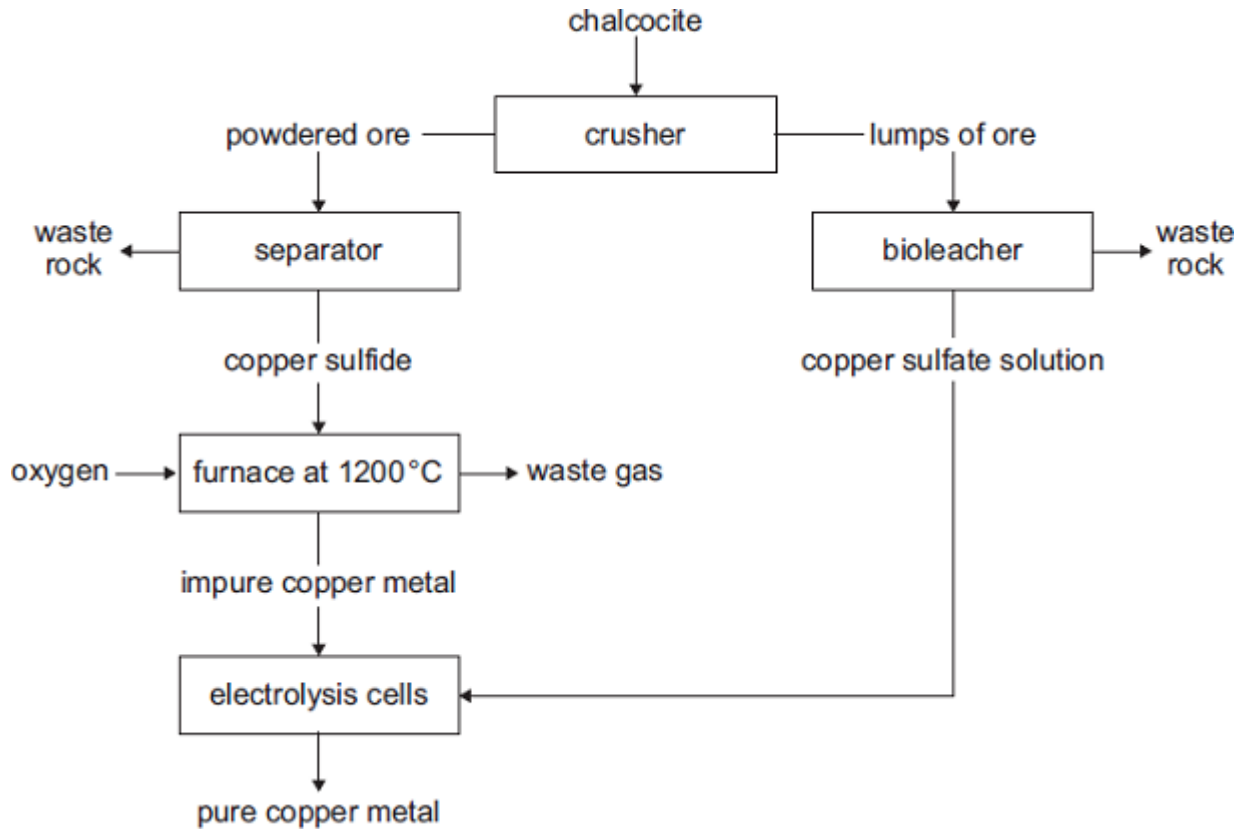 chalcocite
powdered ore
crusher
lumps of ore
waste
rock
separator
bioleacher
waste
rock
copper sulfide
copper sulfate solution
oxygen
furnace at 1200°C
waste gas
impure copper metal
electrolysis cells
pure copper metal